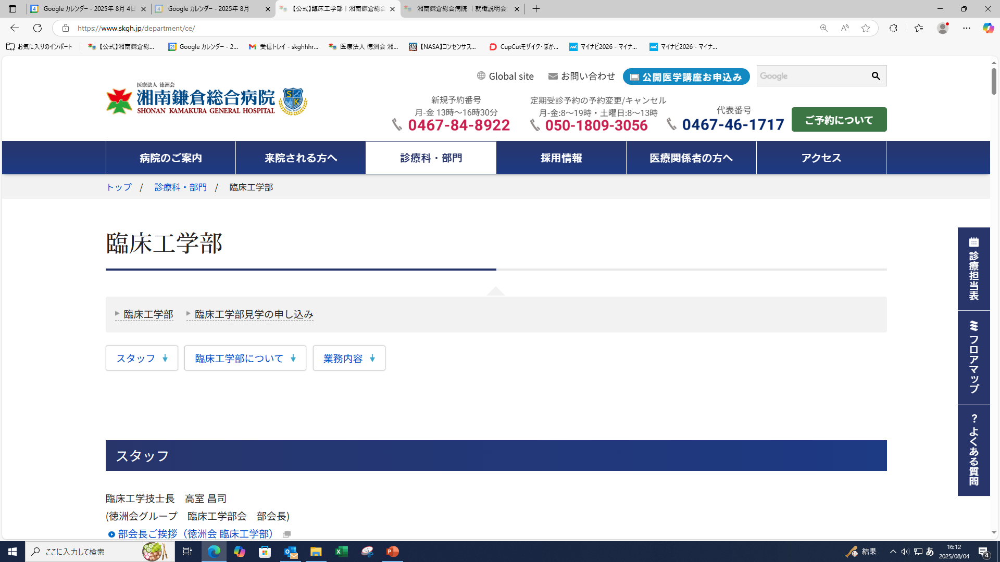 Google カレンダー - 2025年 8月 4日
Google カレンダー - 2025年 8月
【公式】臨床工学部｜湘南鎌倉総合
湘南鎌倉総合病院 ｜就職説明会
https://www.skgh.jp/department/ce/
お気に入りのインポート
【公式】湘南鎌倉総...
Google カレンダー - 2...
受信トレイ - skghhhr...
医療法人 徳洲会 湘...
【NASA】コンセンサス...
CupCutモザイク・ぼか...
マイナビ2026 - マイナ...
マイナビ2026 - マイナ...
Global site
お問い合わせ
公開医学講座お申込み
Google
医療法人 徳洲会
湘南鎌倉総合病院
SHONAN KAMAKURA GENERAL HOSPITAL
SK
新規予約番号
月-金 13時～16時30分
0467-84-8922
定期受診予約の予約変更/キャンセル
月-金:8～19時・土曜日:8～13時
050-1809-3056
代表番号
0467-46-1717
ご予約について
病院のご案内
来院される方へ
診療科・部門
採用情報
医療関係者の方へ
アクセス
トップ / 診療科・部門 / 臨床工学部
臨床工学部
臨床工学部
臨床工学部見学の申し込み
スタッフ
臨床工学部について
業務内容
診療担当表
フロアマップ
? よくある質問
スタッフ
臨床工学技士長　高室 昌司
(徳洲会グループ　臨床工学部会　部会長)
部会長ご挨拶（徳洲会 臨床工学部）
ここに入力して検索
結果
あ
16:12
2025/08/04
4